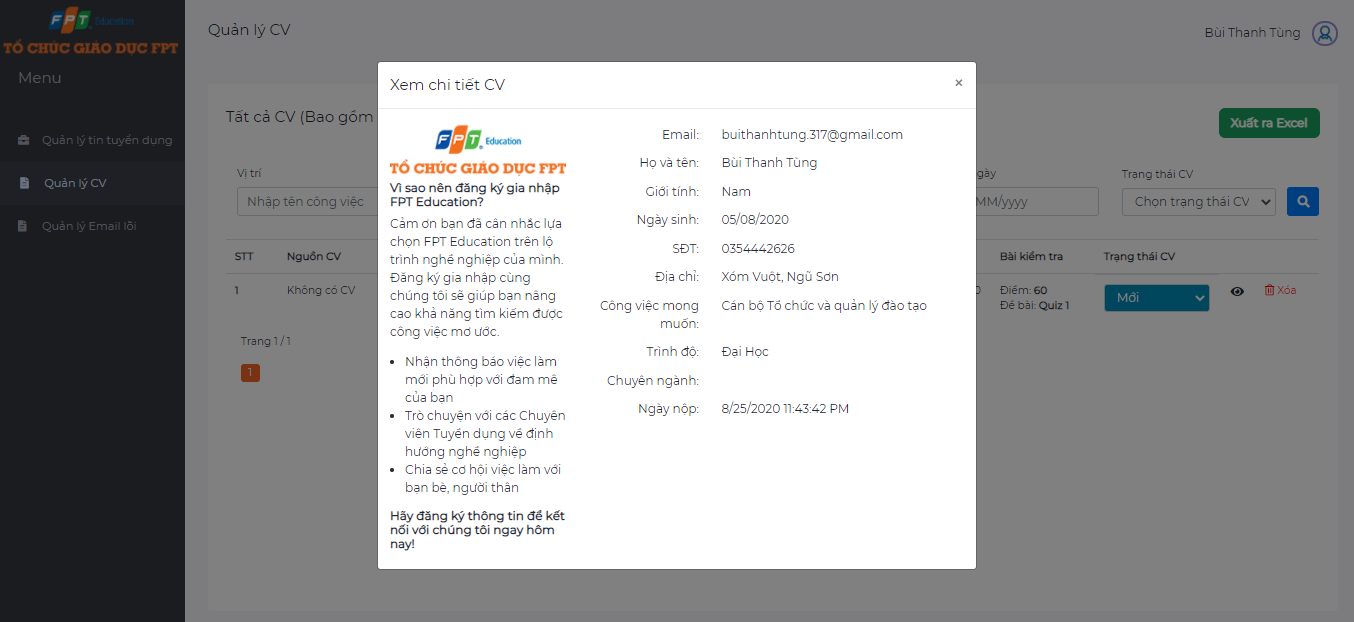 FPT Education
TỔ CHỨC GIÁO DỤC FPT
Menu
Quản lý tin tuyển dụng
Quản lý CV
Quản lý Email lỗi
Quản lý CV
Bùi Thanh Tùng
Tất cả CV (Bao gồm
Xuất ra Excel
Vị trí
Nhập tên công việc
gày
MM/yyyy
Trạng thái CV
Chọn trạng thái CV
STT
Nguồn CV
Bài kiểm tra
Trạng thái CV
1
Không có CV
Điểm: 60
Đề bài: Quiz 1
Mới
Xóa
Trang 1 / 1
1
Xem chi tiết CV
×
FPT Education
TỔ CHỨC GIÁO DỤC FPT
Vì sao nên đăng ký gia nhập
FPT Education?
Cảm ơn bạn đã cân nhắc lựa
chọn FPT Education trên lộ
trình nghề nghiệp của mình.
Đăng ký gia nhập cùng
chúng tôi sẽ giúp bạn nâng
cao khả năng tìm kiếm được
công việc mơ ước.
• Nhận thông báo việc làm
mới phù hợp với đam mê
của bạn
• Trò chuyện với các Chuyên
viên Tuyển dụng về định
hướng nghề nghiệp
• Chia sẻ cơ hội việc làm với
bạn bè, người thân
Hãy đăng ký thông tin để kết
nối với chúng tôi ngay hôm
nay!
Email: buithanhtung.317@gmail.com
Họ và tên: Bùi Thanh Tùng
Giới tính: Nam
Ngày sinh: 05/08/2020
SĐT: 0354442626
Địa chỉ: Xóm Vuột, Ngũ Sơn
Công việc mong muốn: Cán bộ Tổ chức và quản lý đào tạo
Trình độ: Đại Học
Chuyên ngành:
Ngày nộp: 8/25/2020 11:43:42 PM